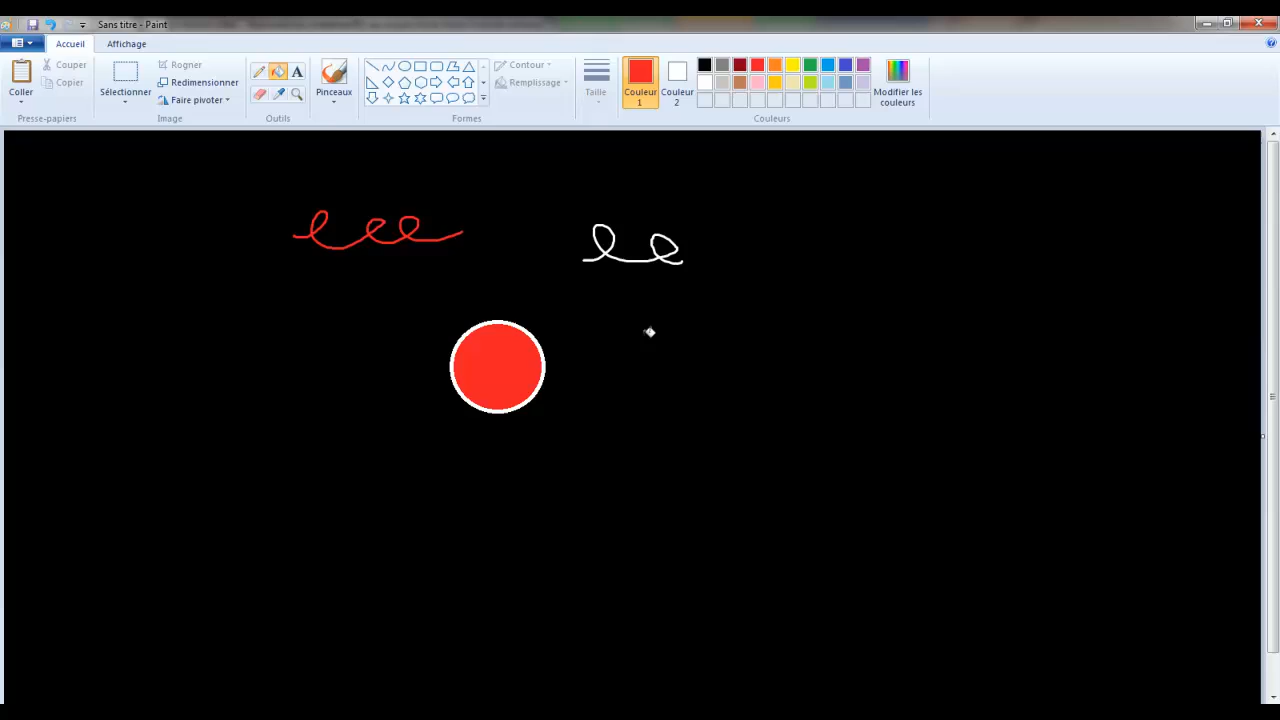 Sans titre - Paint
Accueil Affichage
Coller
Couper
Copier
Presse-papiers
Sélectionner
Rogner
Redimensionner
Faire pivoter
Image
A
Outils
Pinceaux
Formes
Contour
Remplissage
Taille
Couleur
1
Couleur
2
Modifier les
couleurs
Couleurs